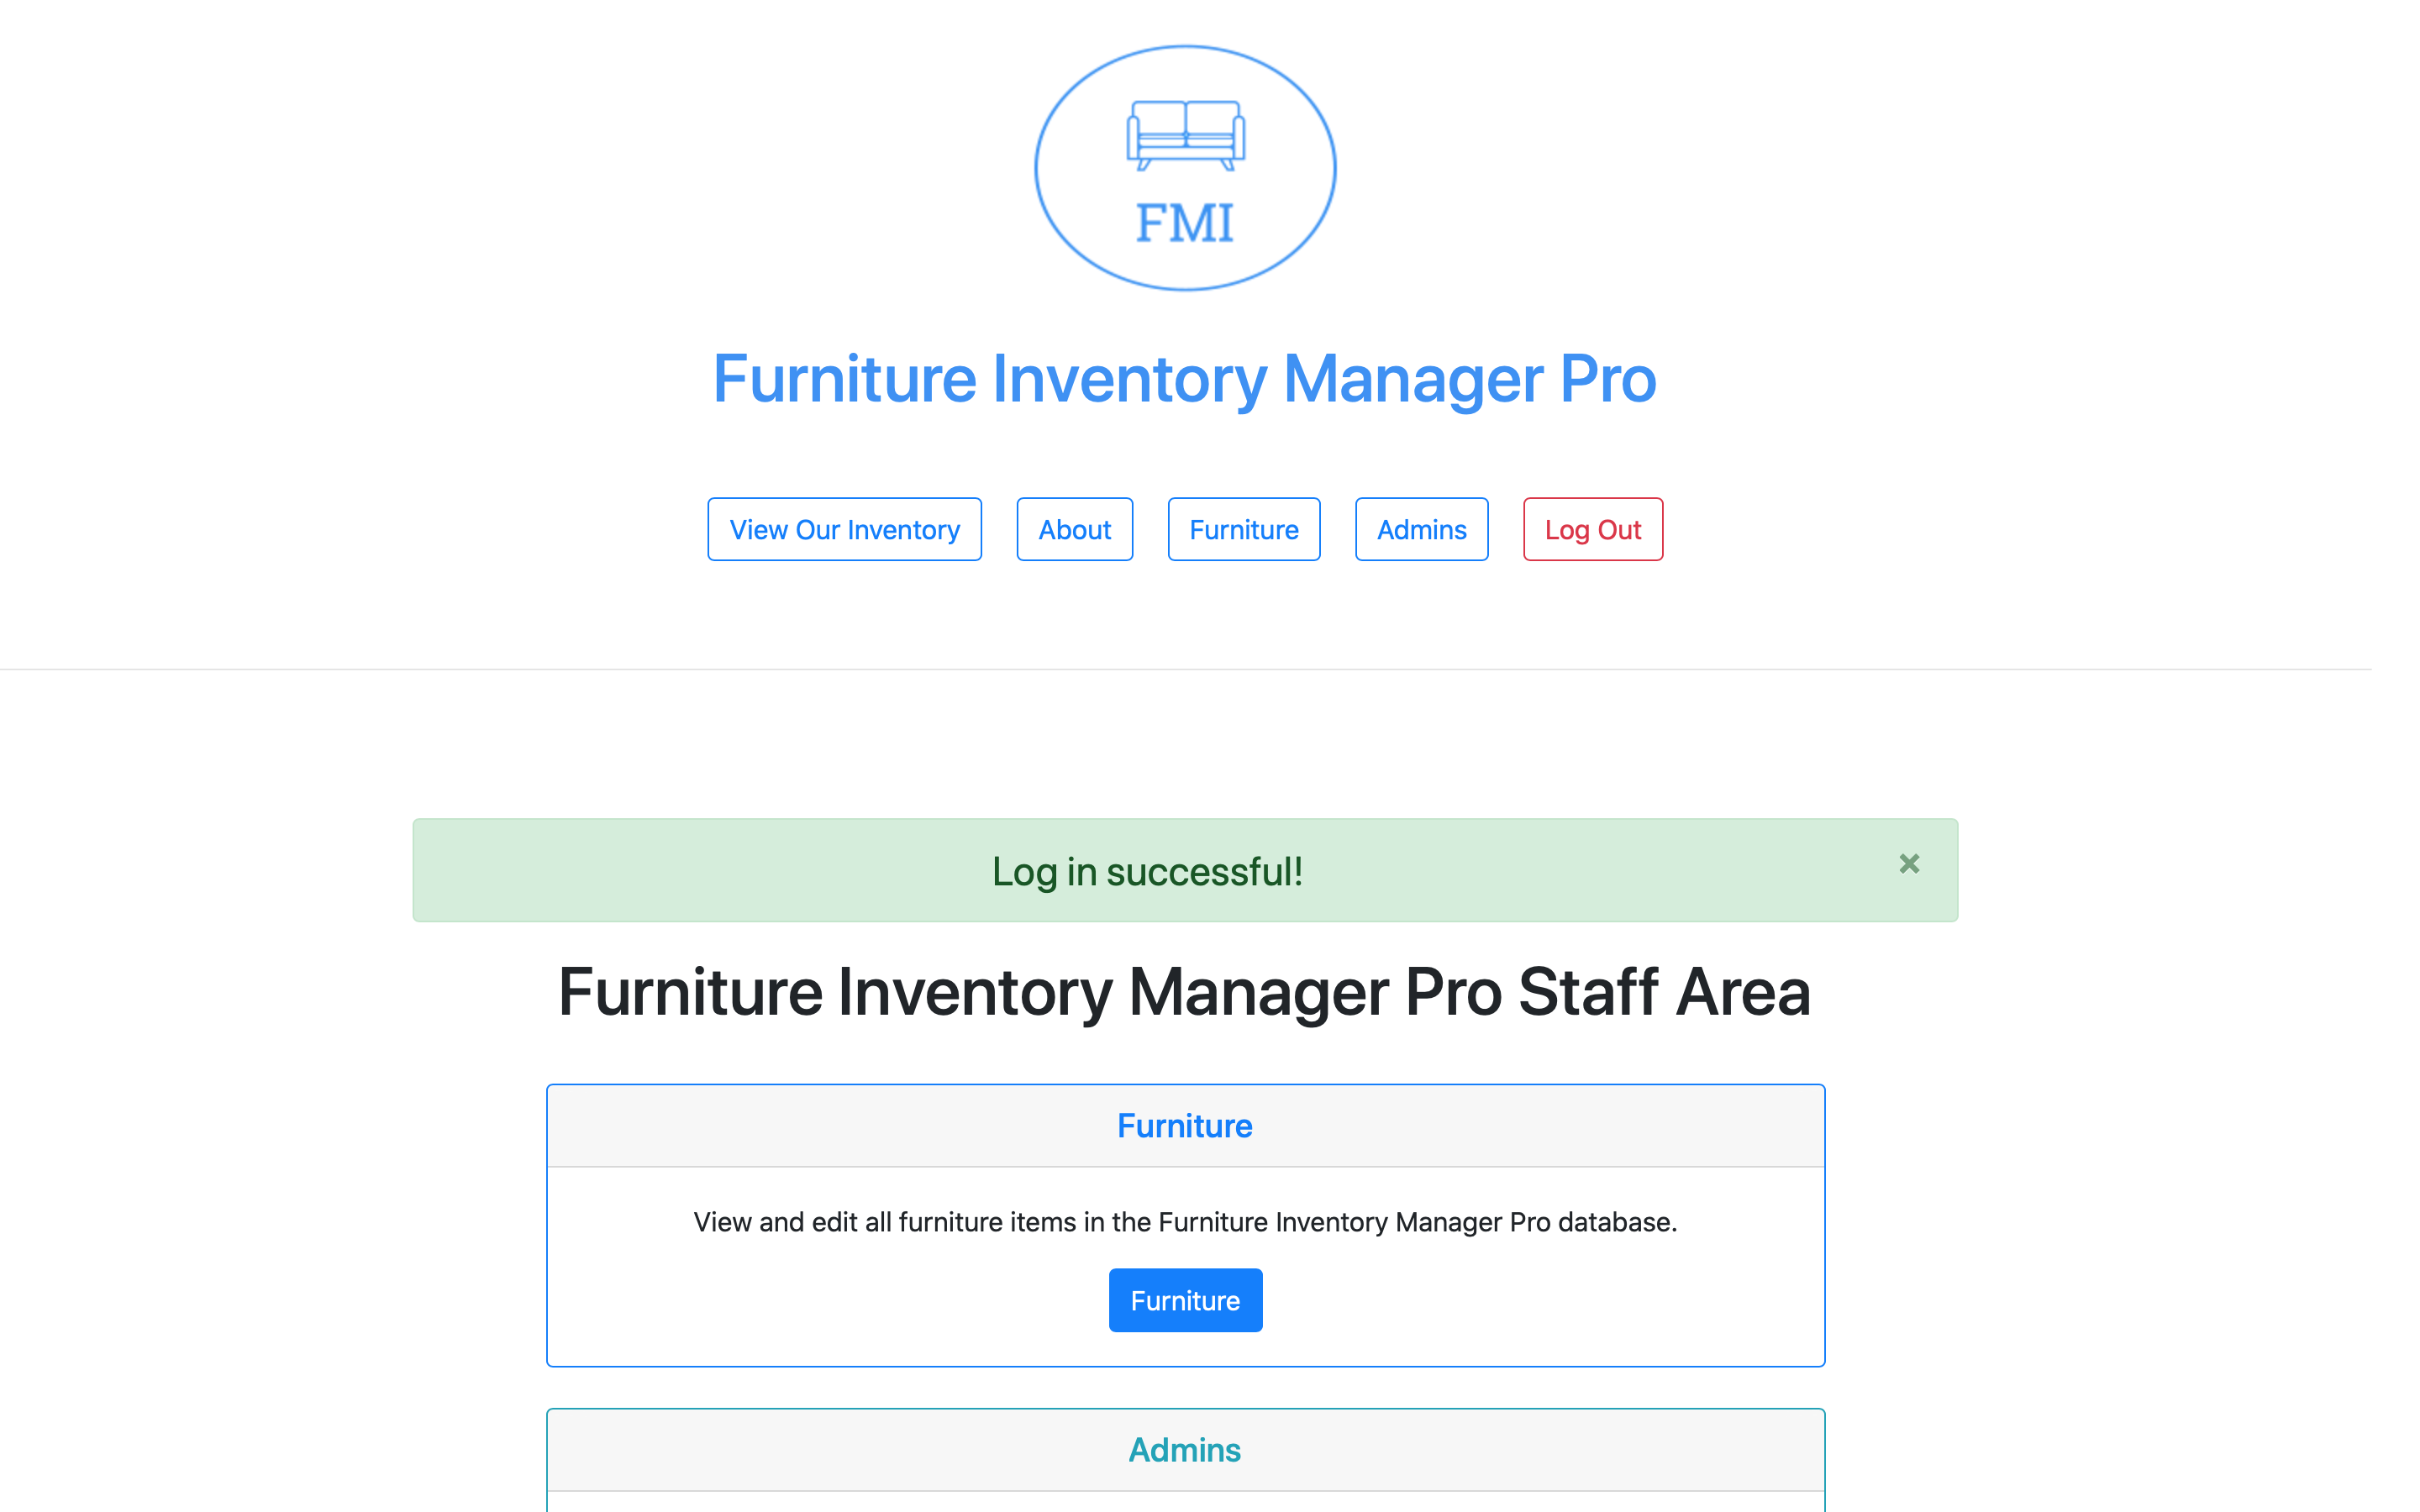 FMI
Furniture Inventory Manager Pro
View Our Inventory About Furniture Admins Log Out
Log in successful! ×
Furniture Inventory Manager Pro Staff Area
Furniture
View and edit all furniture items in the Furniture Inventory Manager Pro database.
Furniture
Admins